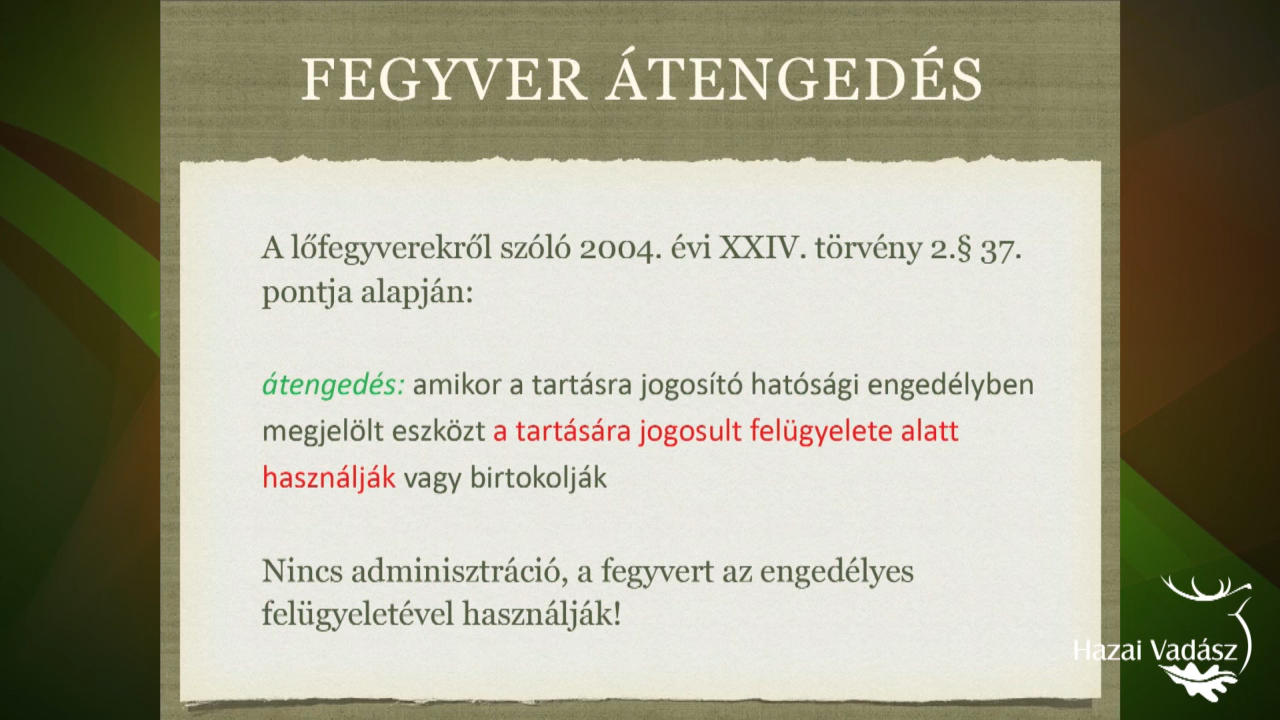 FEGYVER ÁTENGEDÉS
A lőfegyverekről szóló 2004. évi XXIV. törvény 2.§ 37.
pontja alapján:
átengedés: amikor a tartásra jogosító hatósági engedélyben
megjelölt eszközt a tartására jogosult felügyelete alatt
használják vagy birtokolják
Nincs adminisztráció, a fegyvert az engedélyes
felügyeletével használják!
Hazai Vadász